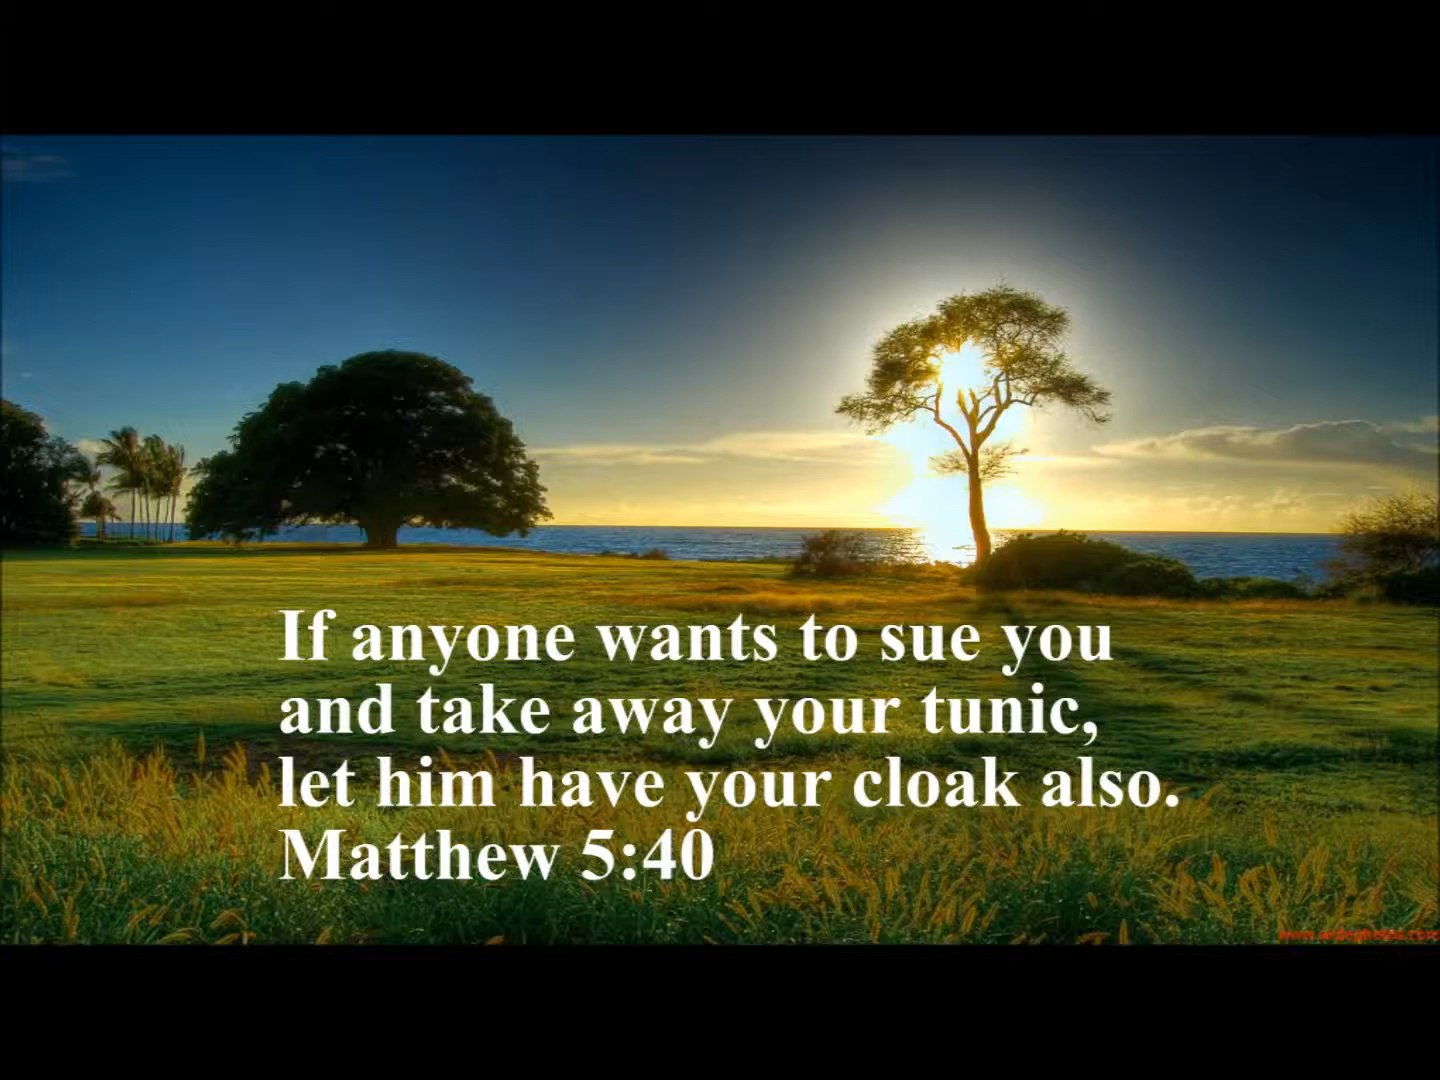 If anyone wants to sue you
and take away your tunic,
let him have your cloak also.
Matthew 5:40